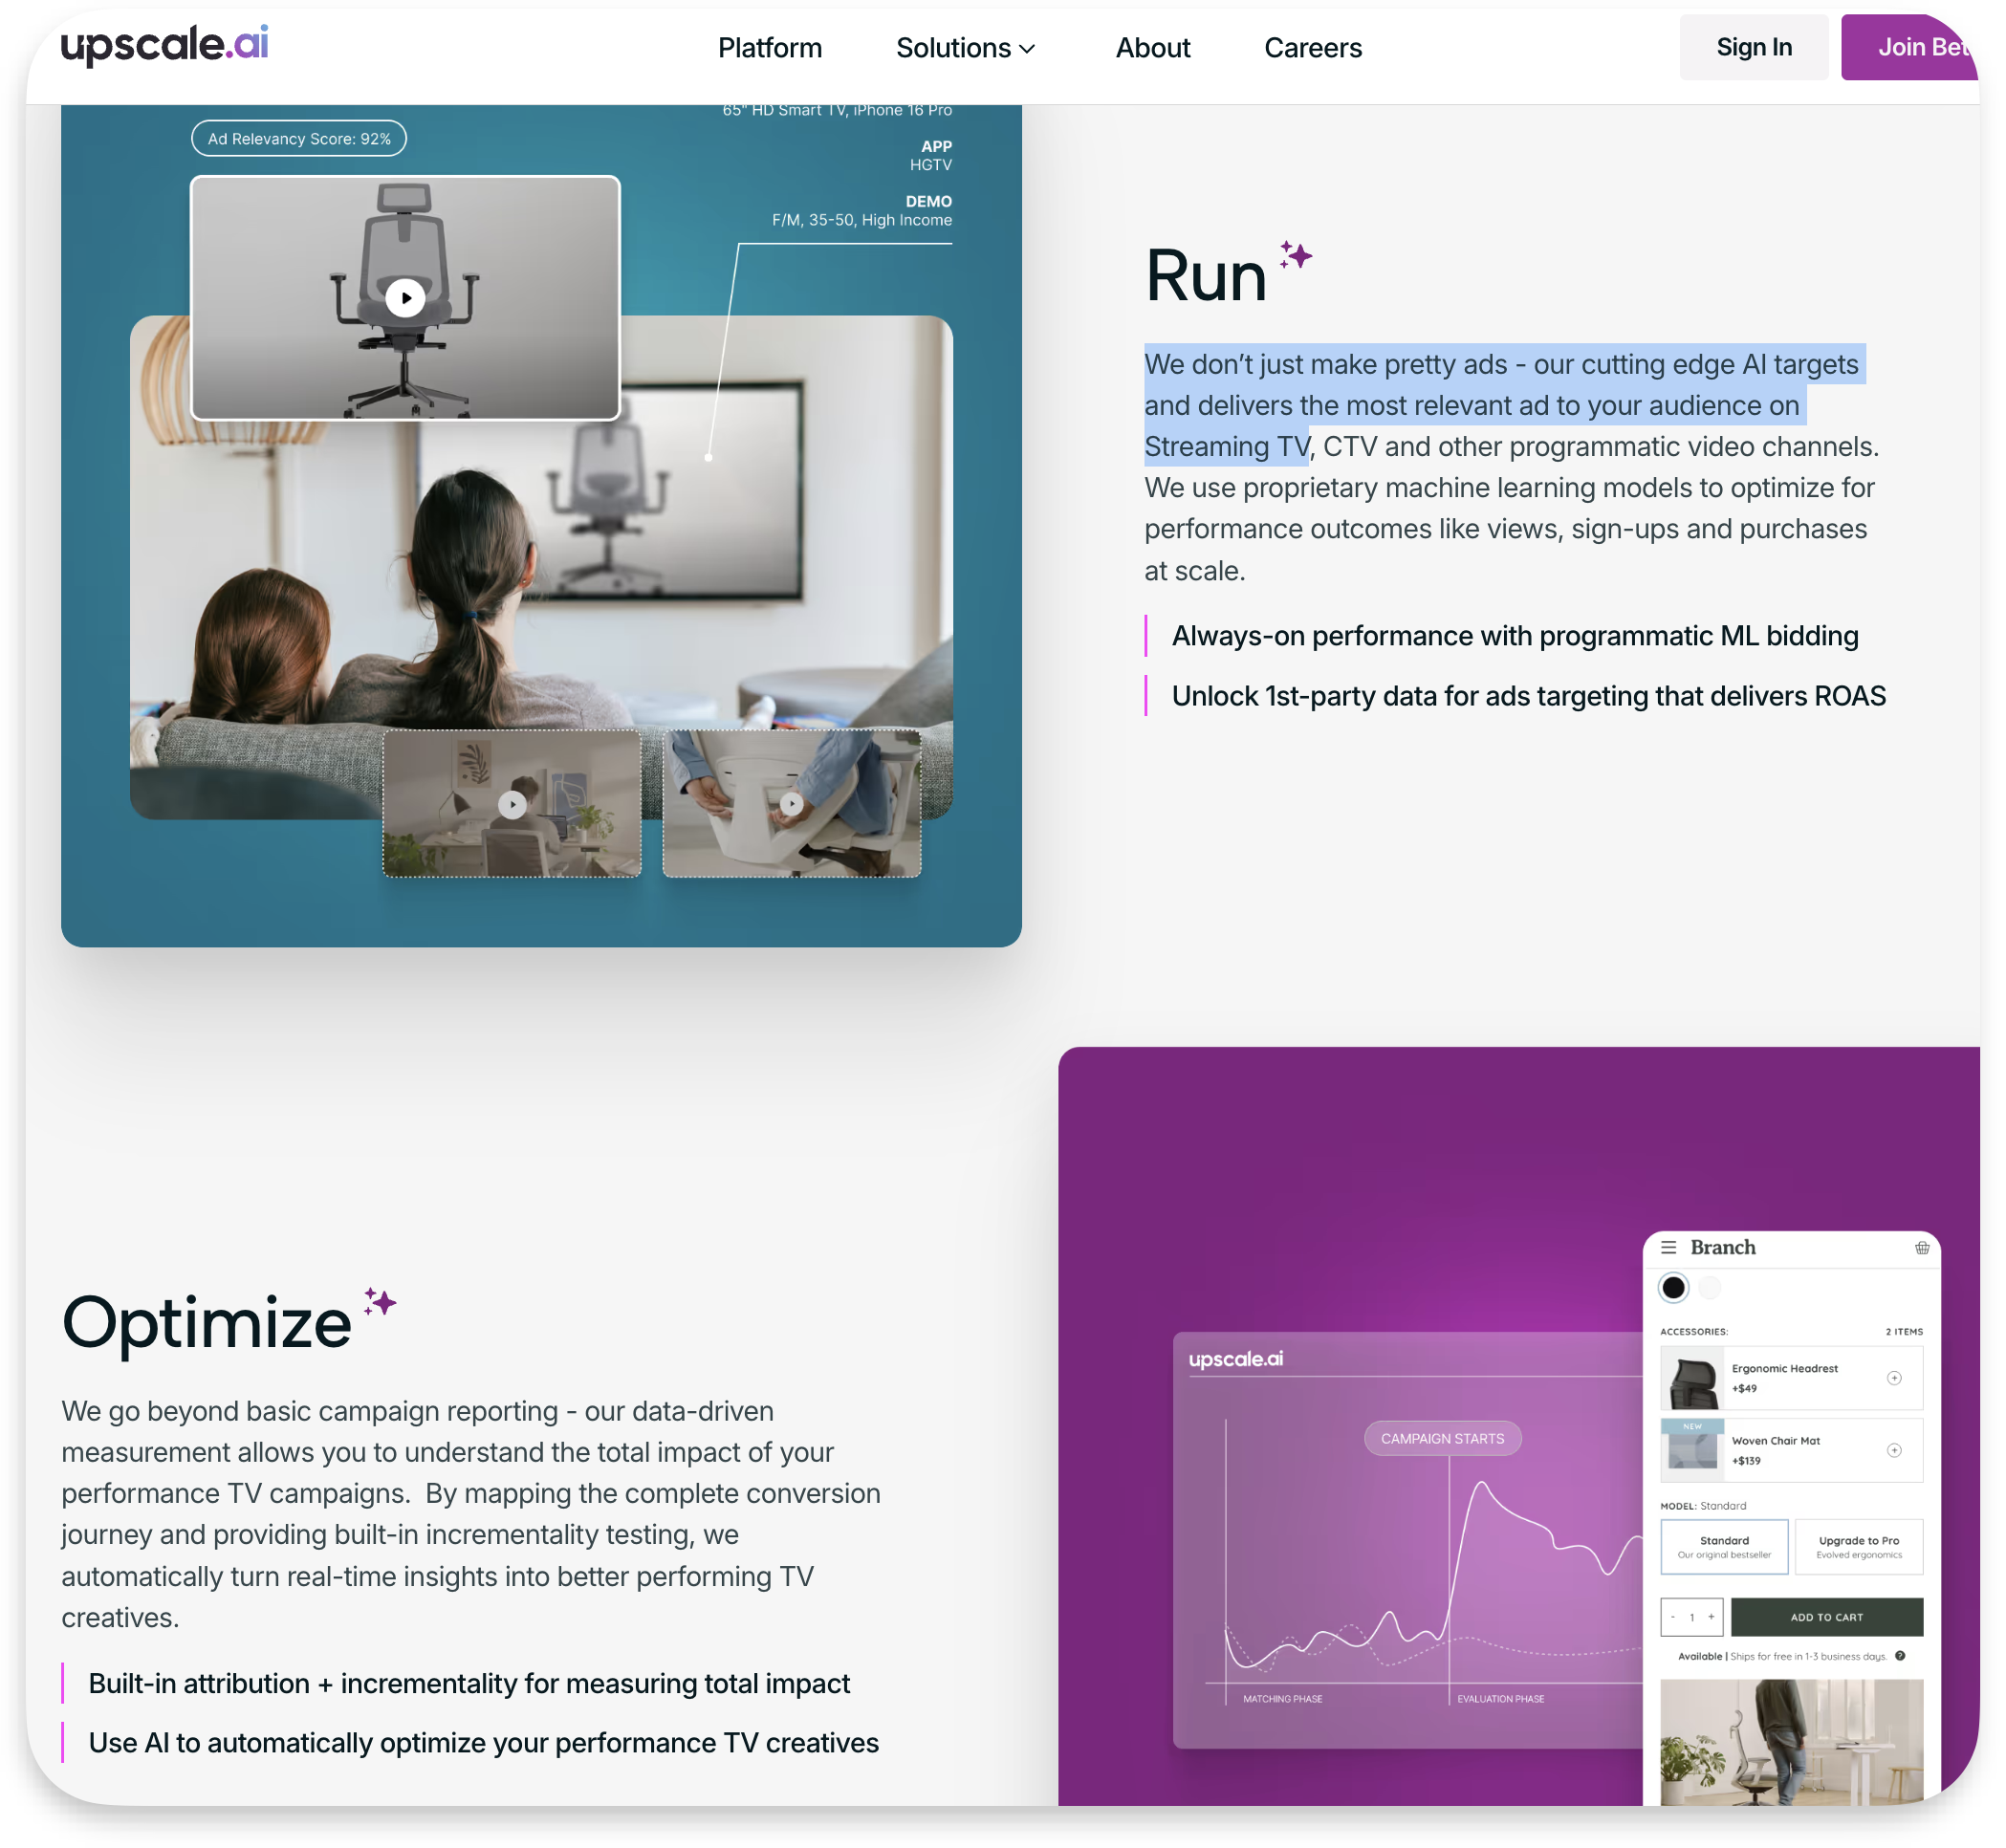 upscale.ai
Platform
Solutions
About
Careers
Sign In
Join Bet
65" HD Smart TV, iPhone 16 Pro
Ad Relevancy Score: 92%
APP
HGTV
DEMO
F/M, 35-50, High Income
Run
We don’t just make pretty ads - our cutting edge AI targets
and delivers the most relevant ad to your audience on
Streaming TV, CTV and other programmatic video channels.
We use proprietary machine learning models to optimize for
performance outcomes like views, sign-ups and purchases
at scale.
Always-on performance with programmatic ML bidding
Unlock 1st-party data for ads targeting that delivers ROAS
Optimize
We go beyond basic campaign reporting - our data-driven
measurement allows you to understand the total impact of your
performance TV campaigns.  By mapping the complete conversion
journey and providing built-in incrementality testing, we
automatically turn real-time insights into better performing TV
creatives.
Built-in attribution + incrementality for measuring total impact
Use AI to automatically optimize your performance TV creatives
upscale.ai
CAMPAIGN STARTS
MATCHING PHASE
EVALUATION PHASE
Branch
ACCESSORIES:
2 ITEMS
Ergonomic Headrest
+$49
NEW
Woven Chair Mat
+$139
MODEL: Standard
Standard
Our original bestseller
Upgrade to Pro
Evolved ergonomics
- 1 +
ADD TO CART
Available | Ships for free in 1-3 business days. ?